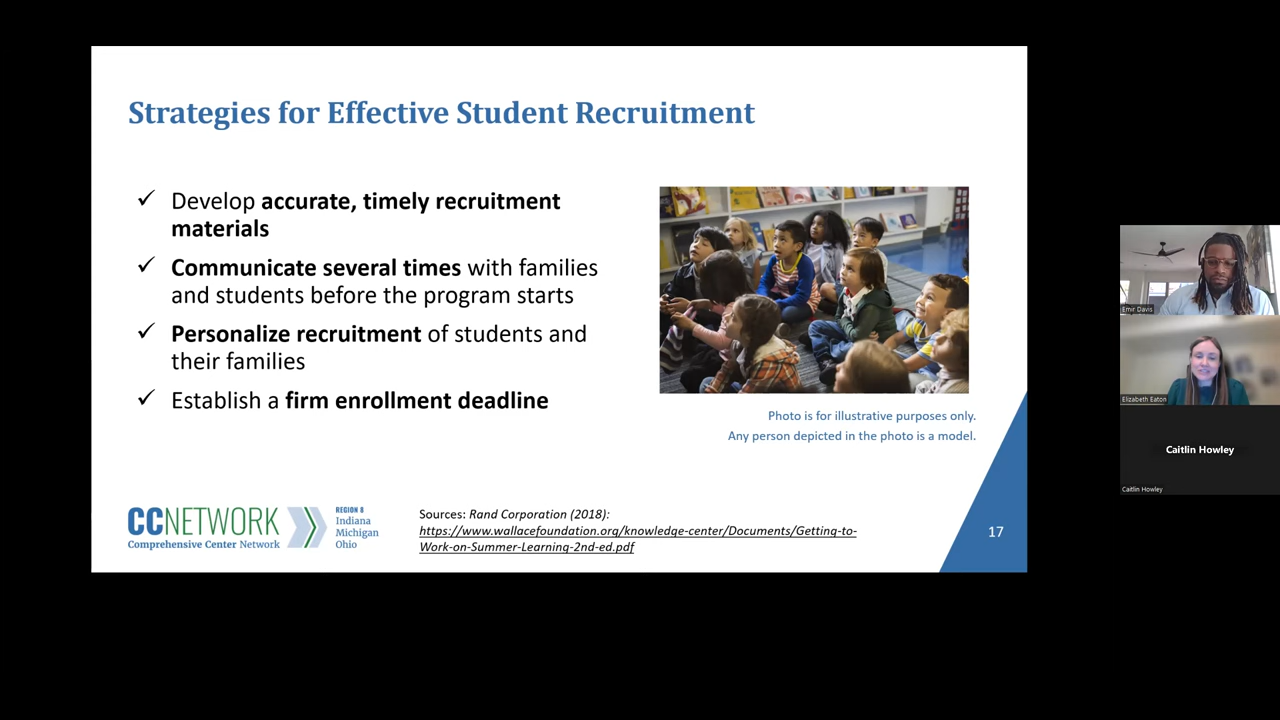 Strategies for Effective Student Recruitment
✓ Develop accurate, timely recruitment
materials
✓ Communicate several times with families
and students before the program starts
✓ Personalize recruitment of students and
their families
✓ Establish a firm enrollment deadline
Photo is for illustrative purposes only.
Any person depicted in the photo is a model.
CCNETWORK
Comprehensive Center Network
REGION 8
Indiana
Michigan
Ohio
Sources: Rand Corporation (2018):
https://www.wallacefoundation.org/knowledge-center/Documents/Getting-to-
Work-on-Summer-Learning-2nd-ed.pdf
17
Emir Davis
Elizabeth Eaton
Caitlin Howley
Caitlin Howley